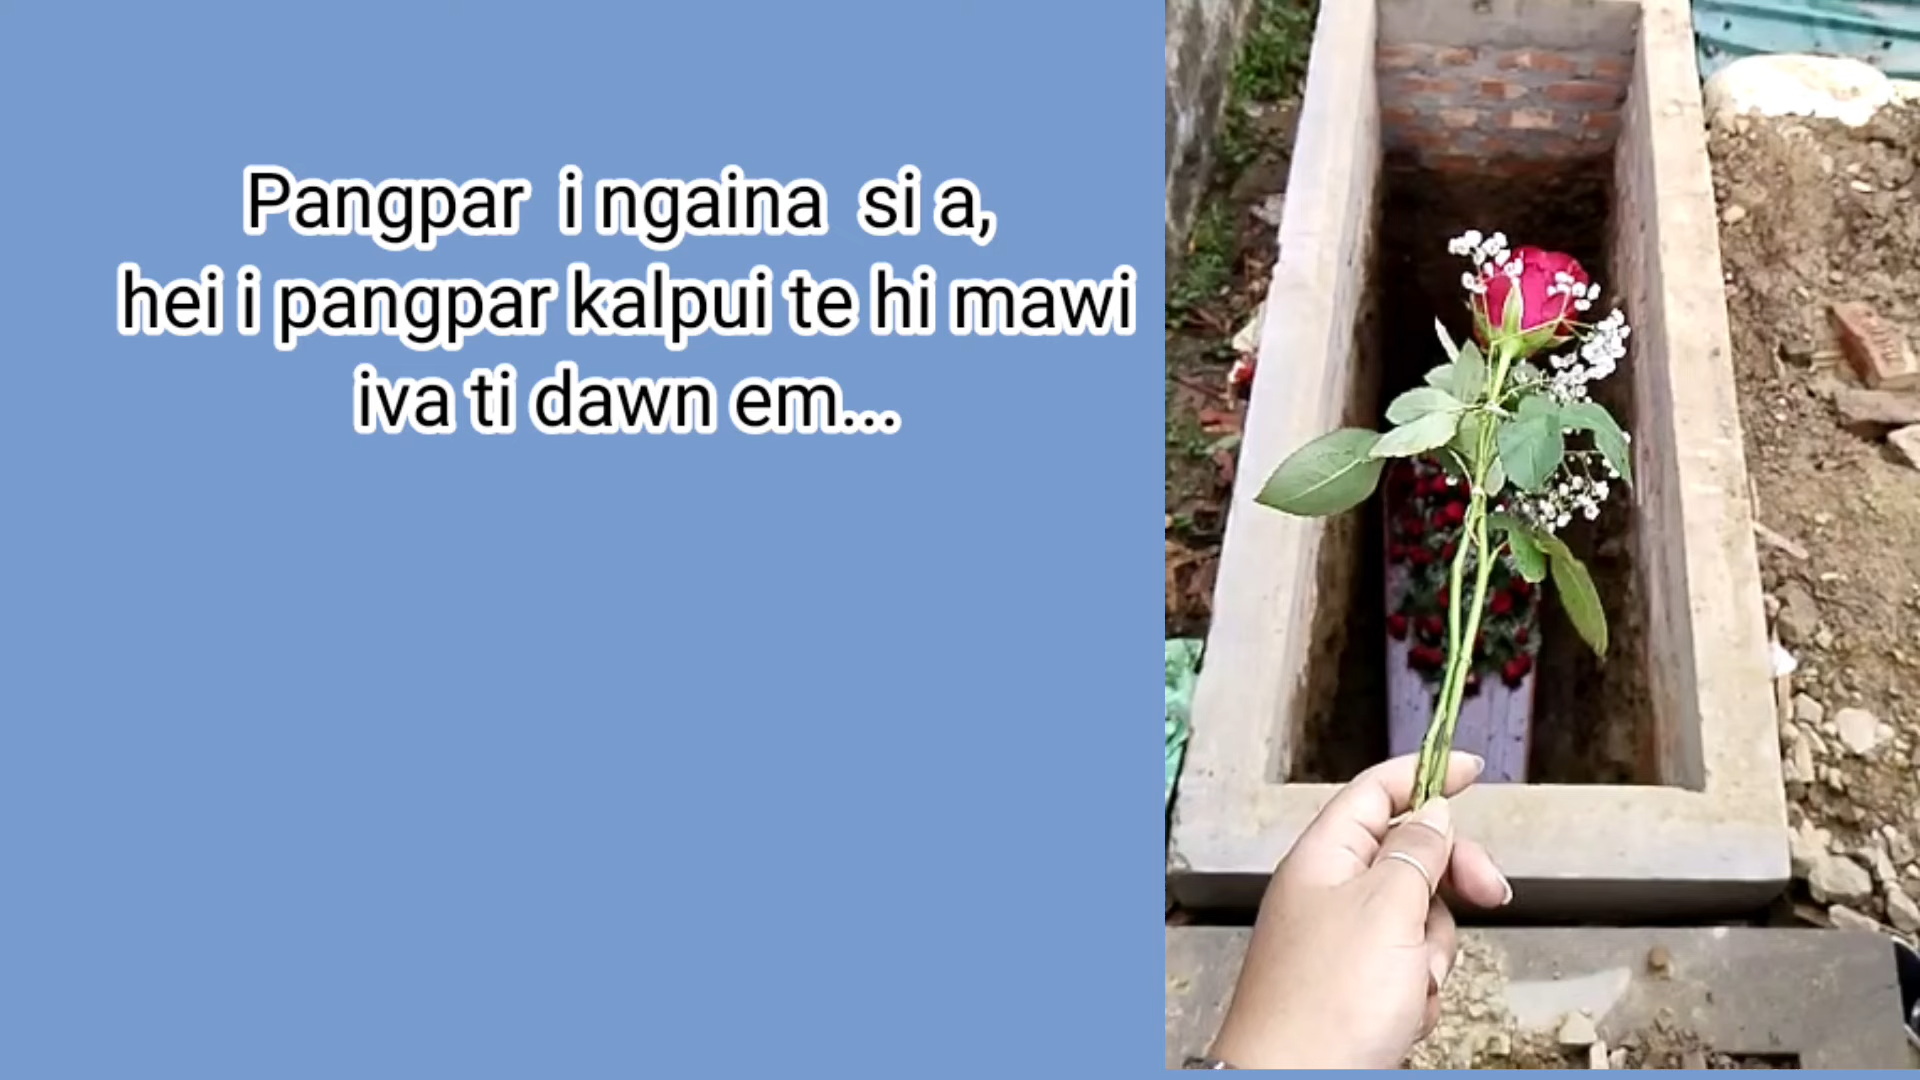 Pangpar i ngaina si a,
hei i pangpar kalpui te hi mawi
iva ti dawn em...